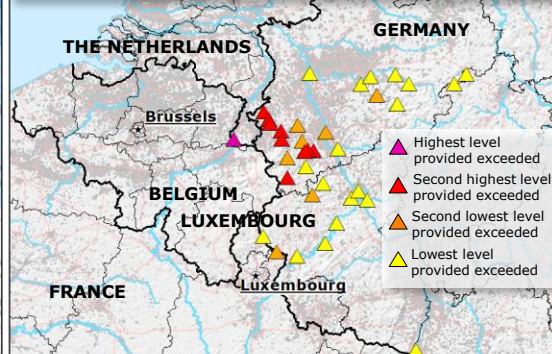 GERMANY
THE NETHERLANDS
Brussels
Highest level
provided exceeded
Second highest level
provided exceeded
BELGIUM
Second lowest level
provided exceeded
LUXEMBOURG
Lowest level
provided exceeded
Luxembourg
FRANCE